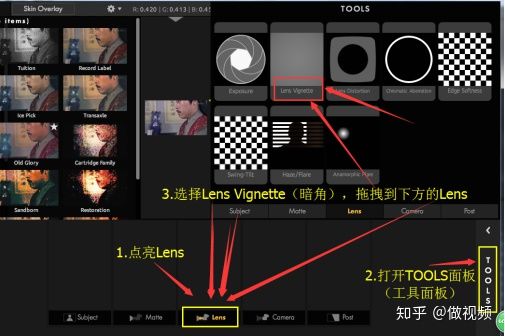 Skin Overlay
R: 0.420 | G: 0.413 | B: 0.4
TOOLS
items)
Tuition
Record Label
Ice Pick
Transaxle
Old Glory
Cartridge Family
Sandborn
Restoration
Exposure
Lens Vignette
Lens Distortion
Chromatic Aberration
Edge Softness
Swing-Tilt
Haze/Flare
Anamorphic Flare
3.选择Lens Vignette（暗角），拖拽到下方的Lens
Subject
Matte
Lens
Camera
Post
1.点亮Lens
2.打开TOOLS面板
（工具面板）
TOOLS
Subject
Matte
Lens
Camera
Post
知乎 @做视频